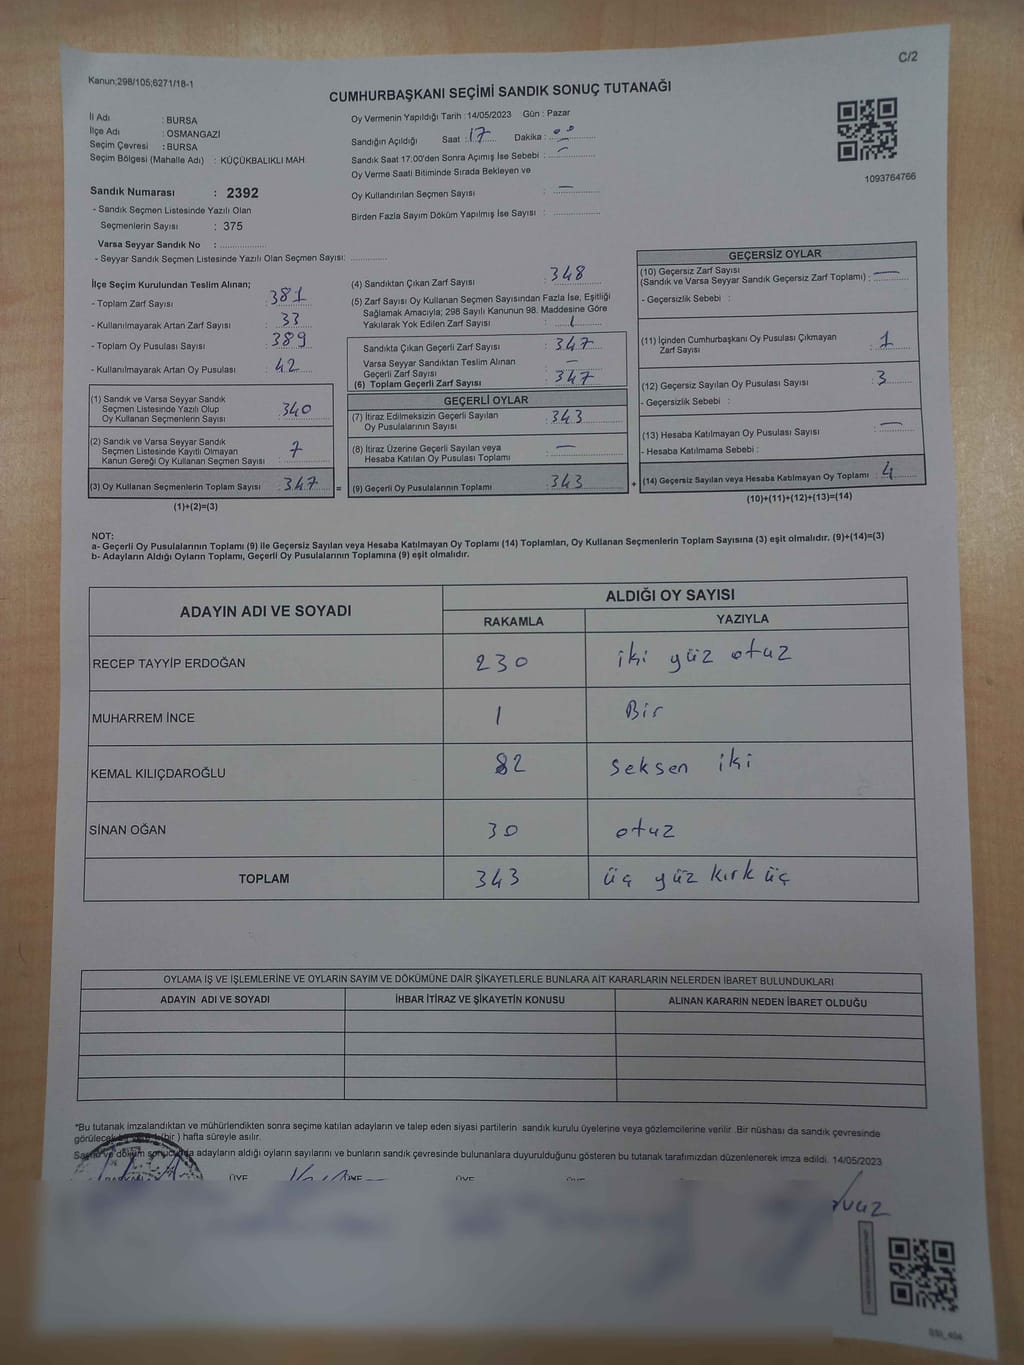 C/2
Kanun:298/105;6271/18-1
CUMHURBAŞKANI SEÇİMİ SANDIK SONUÇ TUTANAĞI
İl Adı : BURSA
İlçe Adı : OSMANGAZİ
Seçim Çevresi : BURSA
Seçim Bölgesi (Mahalle Adı) : KÜÇÜKBALIKLI MAH.
Sandık Numarası : 2392
- Sandık Seçmen Listesinde Yazılı Olan
Seçmenlerin Sayısı : 375
Varsa Seyyar Sandık No : ....................
- Seyyar Sandık Seçmen Listesinde Yazılı Olan Seçmen Sayısı: ...............
Oy Vermenin Yapıldığı Tarih : 14/05/2023 Gün : Pazar
Sandığın Açıldığı Saat : 17 Dakika : 00
Sandık Saat 17.00'den Sonra Açımış İse Sebebi : —
Oy Verme Saati Bitiminde Sırada Bekleyen ve
Oy Kullandırılan Seçmen Sayısı : —
Birden Fazla Sayım Döküm Yapılmış İse Sayısı : ...............
1093764766
İlçe Seçim Kurulundan Teslim Alınan;
- Toplam Zarf Sayısı : 381
- Kullanılmayarak Artan Zarf Sayısı : 33
- Toplam Oy Pusulası Sayısı : 389
- Kullanılmayarak Artan Oy Pusulası : 42
(1) Sandık ve Varsa Seyyar Sandık
Seçmen Listesinde Yazılı Olup
Oy Kullanan Seçmenlerin Sayısı : 340
(2) Sandık ve Varsa Seyyar Sandık
Seçmen Listesinde Kayıtlı Olmayan
Kanun Gereği Oy Kullanan Seçmen Sayısı : 7
(3) Oy Kullanan Seçmenlerin Toplam Sayısı : 347
(1)+(2)=(3)
=
(4) Sandıktan Çıkan Zarf Sayısı : 348
(5) Zarf Sayısı Oy Kullanan Seçmen Sayısından Fazla İse, Eşitliği
Sağlamak Amacıyla; 298 Sayılı Kanunun 98. Maddesine Göre
Yakılarak Yok Edilen Zarf Sayısı : 1
Sandıkta Çıkan Geçerli Zarf Sayısı : 347
Varsa Seyyar Sandıktan Teslim Alınan
Geçerli Zarf Sayısı : —
(6) Toplam Geçerli Zarf Sayısı : 347
GEÇERLİ OYLAR
(7) İtiraz Edilmeksizin Geçerli Sayılan
Oy Pusulalarının Sayısı : 343
(8) İtiraz Üzerine Geçerli Sayılan veya
Hesaba Katılan Oy Pusulası Toplamı : —
(9) Geçerli Oy Pusulalarının Toplamı : 343
+
GEÇERSİZ OYLAR
(10) Geçersiz Zarf Sayısı
(Sandık ve Varsa Seyyar Sandık Geçersiz Zarf Toplamı) : —
- Geçersizlik Sebebi :
(11) İçinden Cumhurbaşkanı Oy Pusulası Çıkmayan
Zarf Sayısı : 1
(12) Geçersiz Sayılan Oy Pusulası Sayısı : 3
- Geçersizlik Sebebi :
(13) Hesaba Katılmayan Oy Pusulası Sayısı : —
- Hesaba Katılmama Sebebi :
(14) Geçersiz Sayılan veya Hesaba Katılmayan Oy Toplamı : 4
(10)+(11)+(12)+(13)=(14)
NOT:
a- Geçerli Oy Pusulalarının Toplamı (9) ile Geçersiz Sayılan veya Hesaba Katılmayan Oy Toplamı (14) Toplamları, Oy Kullanan Seçmenlerin Toplam Sayısına (3) eşit olmalıdır. (9)+(14)=(3)
b- Adayların Aldığı Oyların Toplamı, Geçerli Oy Pusulalarının Toplamına (9) eşit olmalıdır.
ADAYIN ADI VE SOYADI
ALDIĞI OY SAYISI
RAKAMLA YAZIYLA
RECEP TAYYİP ERDOĞAN 230 iki yüz otuz
MUHARREM İNCE 1 Bir
KEMAL KILIÇDAROĞLU 82 seksen iki
SİNAN OĞAN 30 otuz
TOPLAM 343 üç yüz kırk üç
OYLAMA İŞ VE İŞLEMLERİNE VE OYLARIN SAYIM VE DÖKÜMÜNE DAİR ŞİKAYETLERLE BUNLARA AİT KARARLARIN NELERDEN İBARET BULUNDUKLARI
ADAYIN ADI VE SOYADI İHBAR İTİRAZ VE ŞİKAYETİN KONUSU ALINAN KARARIN NEDEN İBARET OLDUĞU
*Bu tutanak imzalandıktan ve mühürlendikten sonra seçime katılan adayların ve talep eden siyasi partilerin sandık kurulu üyelerine veya gözlemcilerine verilir .Bir nüshası da sandık çevresinde
görülecek bir yere 1 (bir ) hafta süreyle asılır.
Sayım ve döküm sonucunda adayların aldığı oyların sayılarını ve bunların sandık çevresinde bulunanlara duyurulduğunu gösteren bu tutanak tarafımızdan düzenlenerek imza edildi. 14/05/2023
ÜYE ÜYE ÜYE